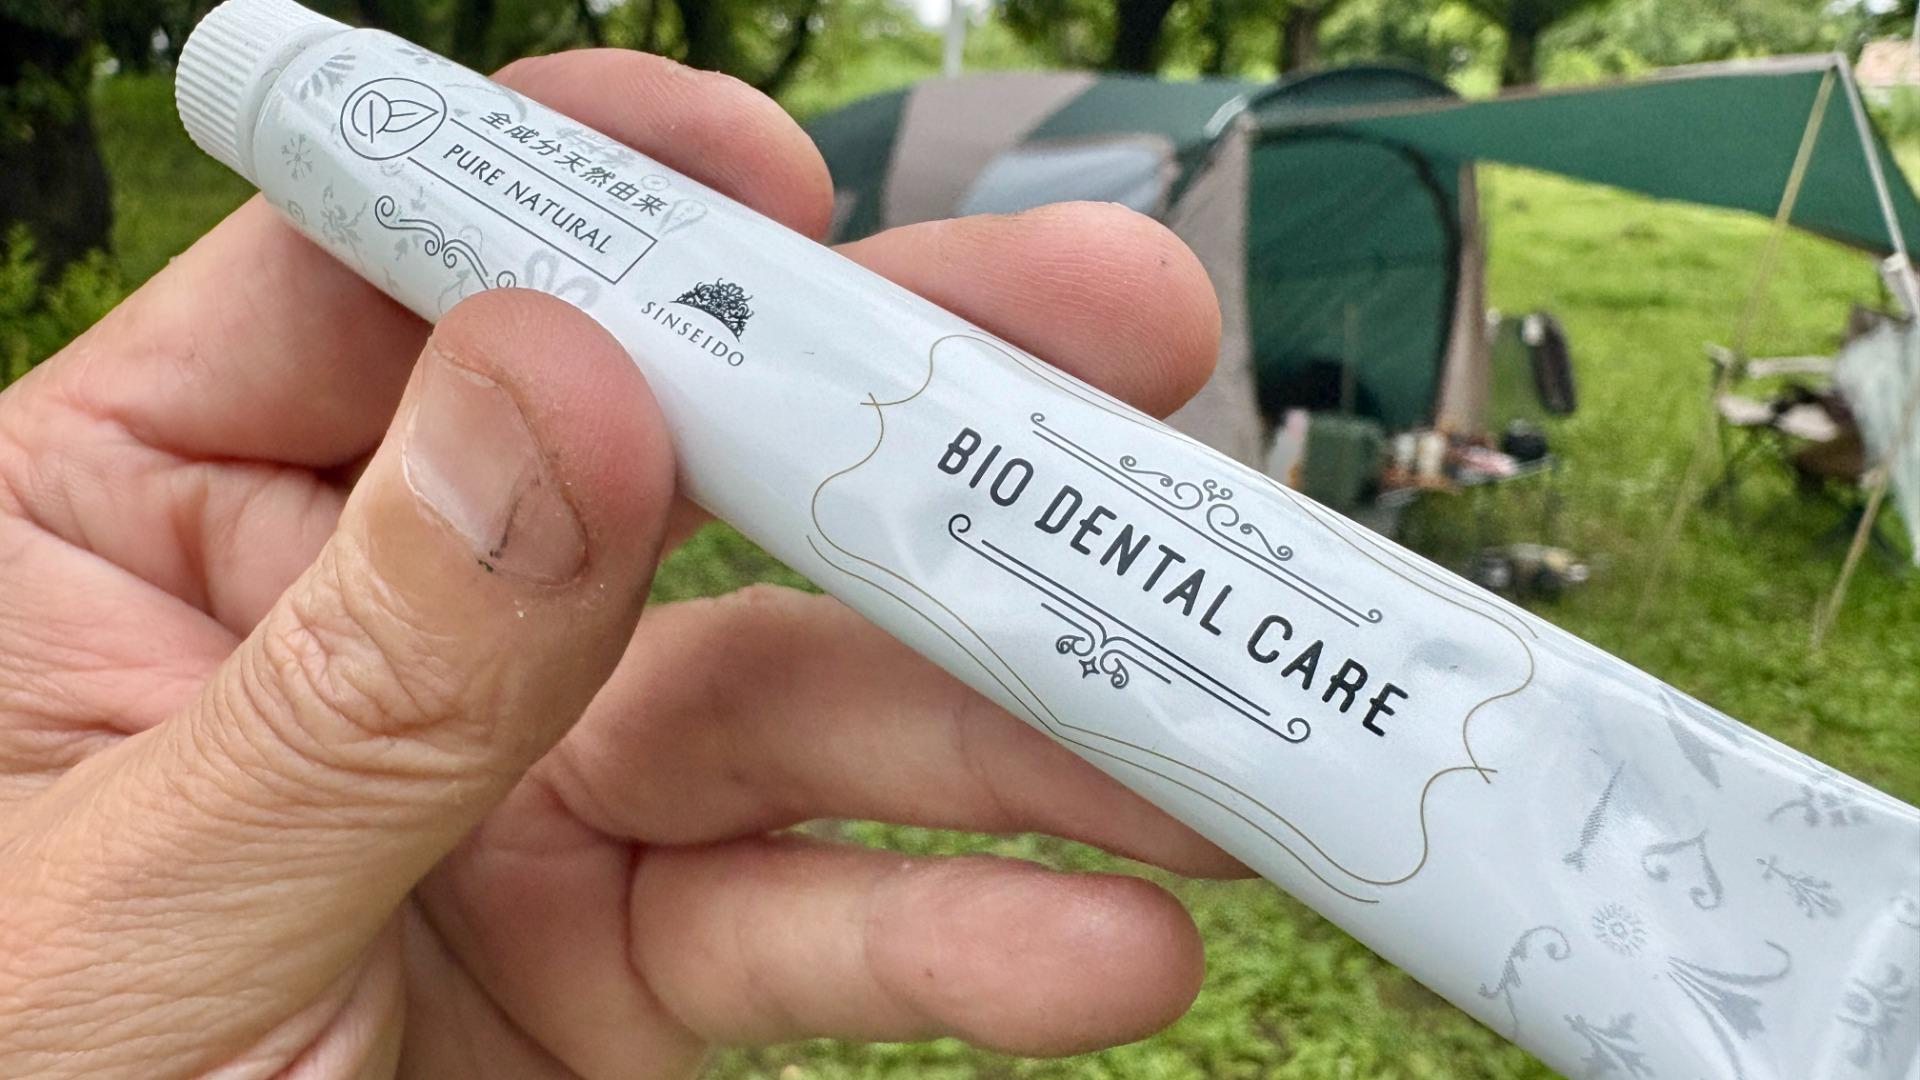 全成分天然由来
PURE NATURAL
SINSEIDO
BIO DENTAL CARE